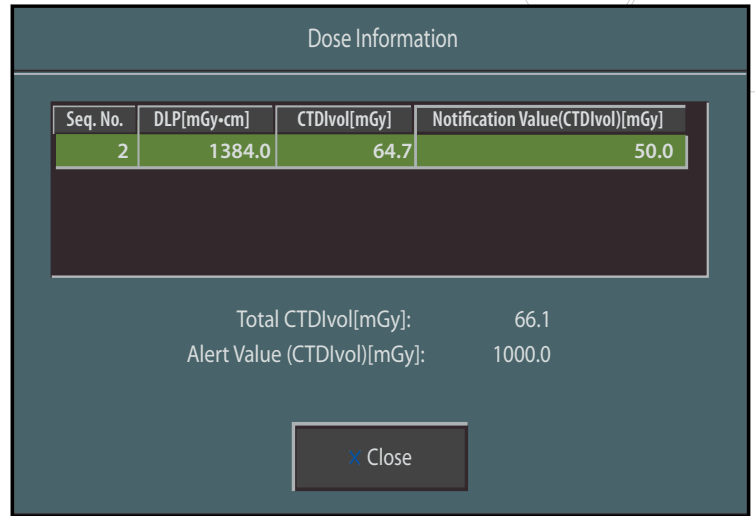 Dose Information
Seq. No. DLP[mGy•cm] CTDIvol[mGy] Notification Value(CTDIvol)[mGy]
2 1384.0 64.7 50.0
Total CTDIvol[mGy]: 66.1
Alert Value (CTDIvol)[mGy]: 1000.0
× Close